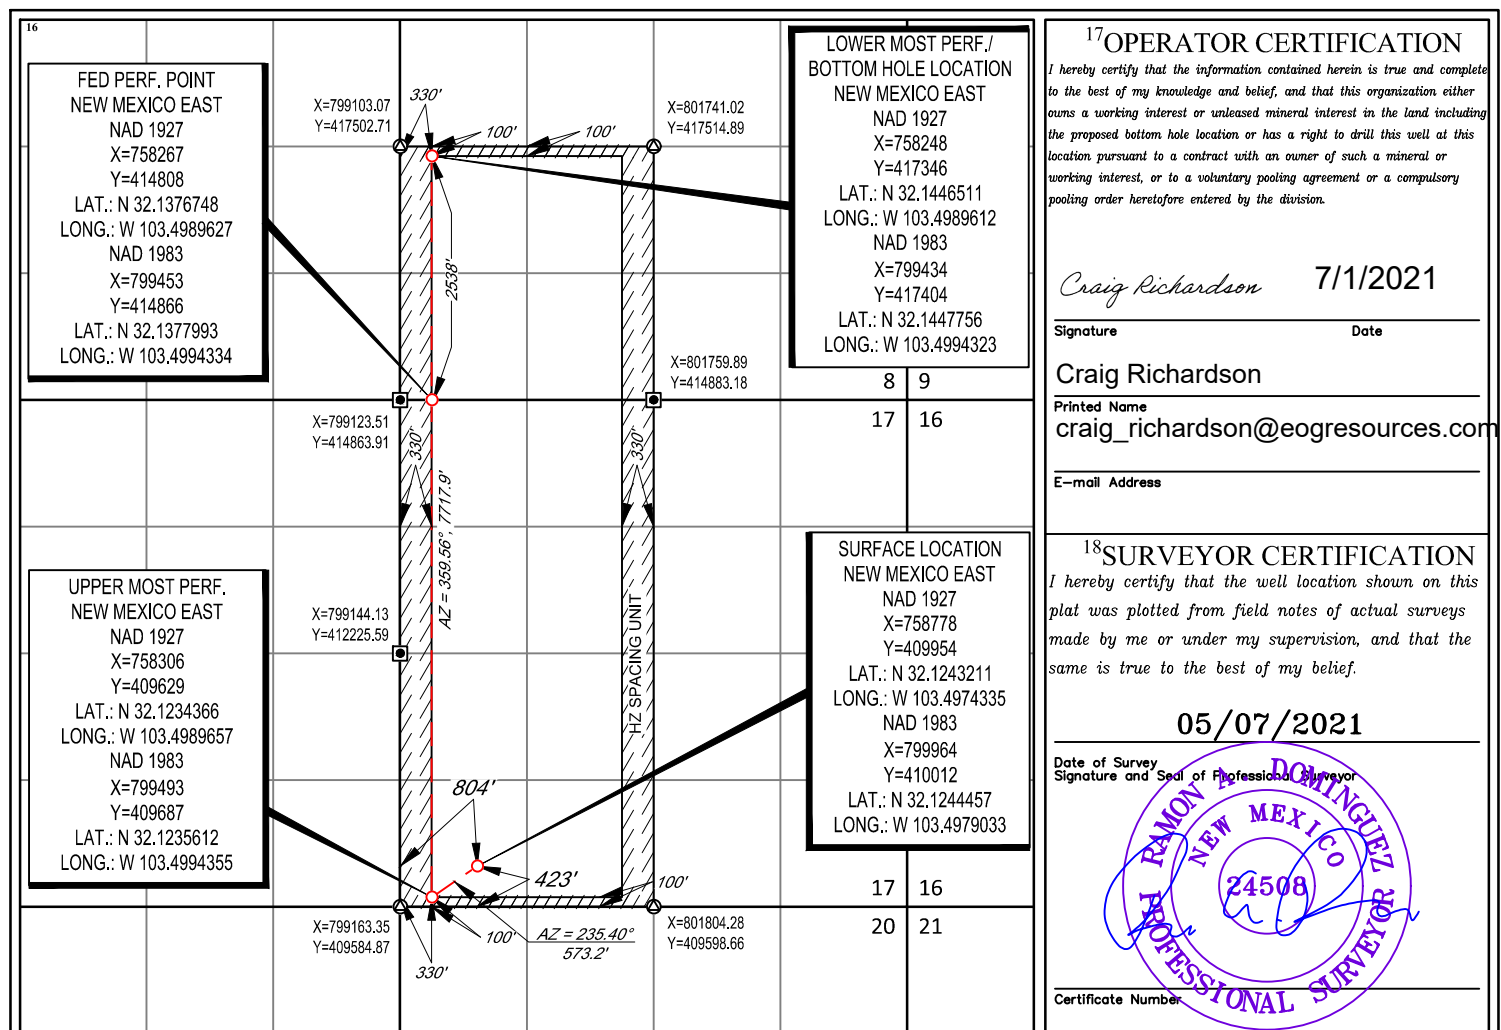 16
FED PERF. POINT
NEW MEXICO EAST
NAD 1927
X=758267
Y=414808
LAT.: N 32.1376748
LONG.: W 103.4989627
NAD 1983
X=799453
Y=414866
LAT.: N 32.1377993
LONG.: W 103.4994334
X=799103.07
Y=417502.71
330'
100'
100'
X=801741.02
Y=417514.89
LOWER MOST PERF./
BOTTOM HOLE LOCATION
NEW MEXICO EAST
NAD 1927
X=758248
Y=417346
LAT.: N 32.1446511
LONG.: W 103.4989612
NAD 1983
X=799434
Y=417404
LAT.: N 32.1447756
LONG.: W 103.4994323
2538'
X=801759.89
Y=414883.18
8 9
17 16
X=799123.51
Y=414863.91
330'
330'
AZ = 359.56°, 7717.9'
UPPER MOST PERF.
NEW MEXICO EAST
NAD 1927
X=758306
Y=409629
LAT.: N 32.1234366
LONG.: W 103.4989657
NAD 1983
X=799493
Y=409687
LAT.: N 32.1235612
LONG.: W 103.4994355
X=799144.13
Y=412225.59
HZ SPACING UNIT
SURFACE LOCATION
NEW MEXICO EAST
NAD 1927
X=758778
Y=409954
LAT.: N 32.1243211
LONG.: W 103.4974335
NAD 1983
X=799964
Y=410012
LAT.: N 32.1244457
LONG.: W 103.4979033
804'
423'
100'
17 16
20 21
X=799163.35
Y=409584.87
330'
100'
AZ = 235.40°
573.2'
X=801804.28
Y=409598.66
17OPERATOR CERTIFICATION
I hereby certify that the information contained herein is true and complete
to the best of my knowledge and belief, and that this organization either
owns a working interest or unleased mineral interest in the land including
the proposed bottom hole location or has a right to drill this well at this
location pursuant to a contract with an owner of such a mineral or
working interest, or to a voluntary pooling agreement or a compulsory
pooling order heretofore entered by the division.
Craig Richardson 7/1/2021
Signature Date
Craig Richardson
Printed Name
craig_richardson@eogresources.com
E-mail Address
18SURVEYOR CERTIFICATION
I hereby certify that the well location shown on this
plat was plotted from field notes of actual surveys
made by me or under my supervision, and that the
same is true to the best of my belief.
05/07/2021
Date of Survey
Signature and Seal of Professional Surveyor
RAMON A. DOMINGUEZ
NEW MEXICO
24508
PROFESSIONAL SURVEYOR
Certificate Number